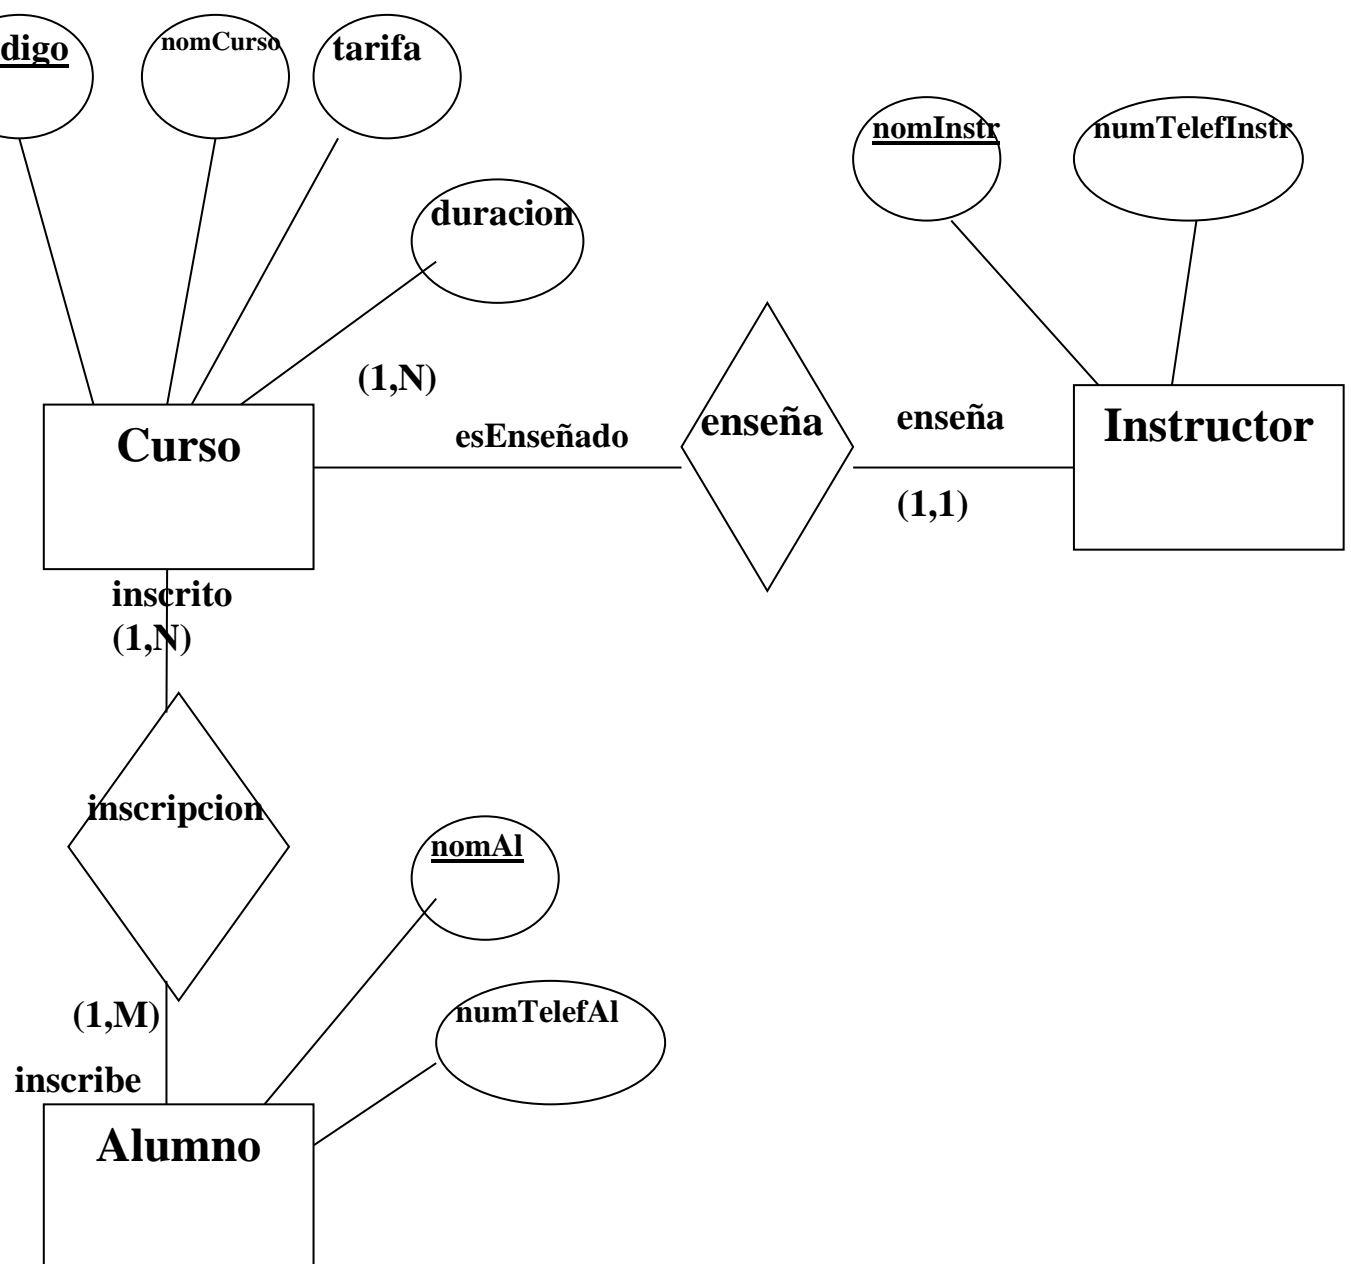 digo
nomCurso
tarifa
nomInstr
numTelefInstr
duracion
(1,N)
esEnseñado
enseña
enseña
(1,1)
Curso
Instructor
inscrito
(1,N)
inscripcion
nomAl
numTelefAl
(1,M)
inscribe
Alumno